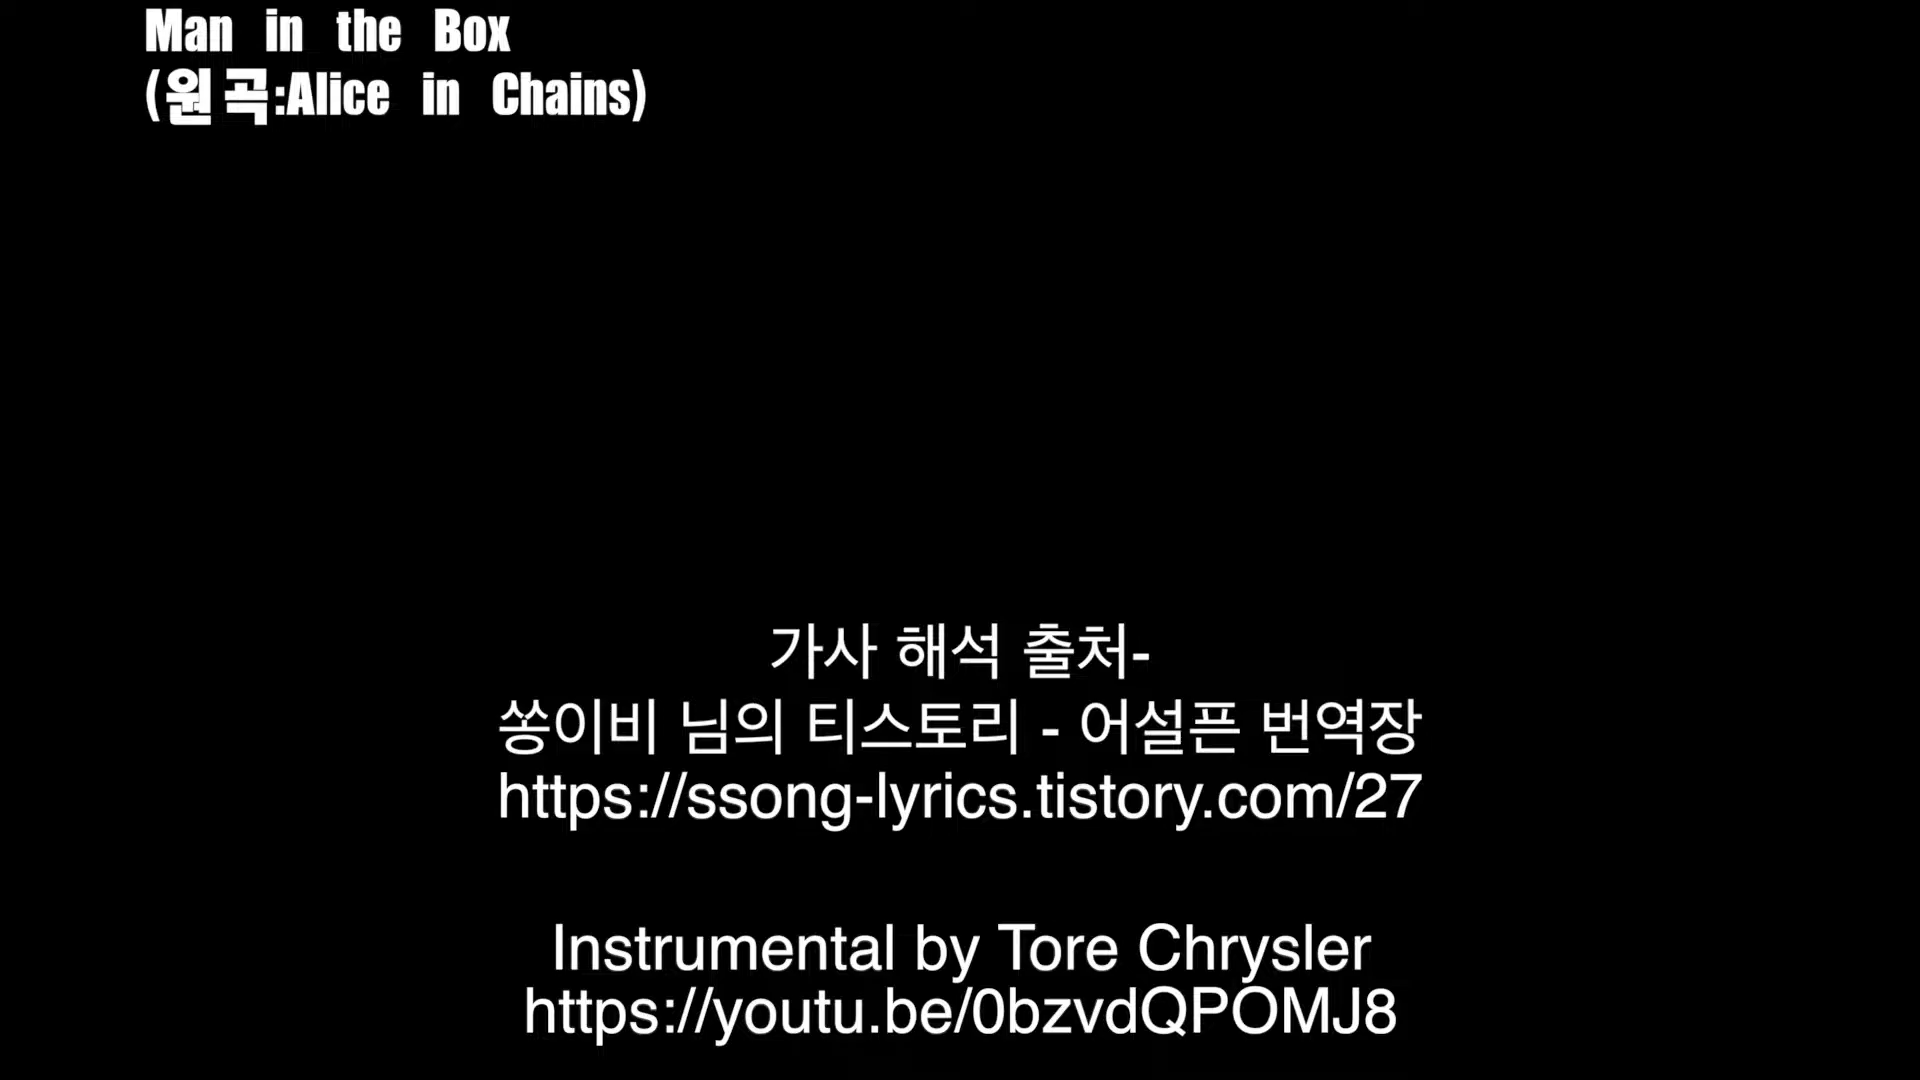 Man in the Box
(원곡:Alice in Chains)
가사 해석 출처-
쏭이비 님의 티스토리 - 어설픈 번역장
https://ssong-lyrics.tistory.com/27
Instrumental by Tore Chrysler
https://youtu.be/0bzvdQPOMJ8